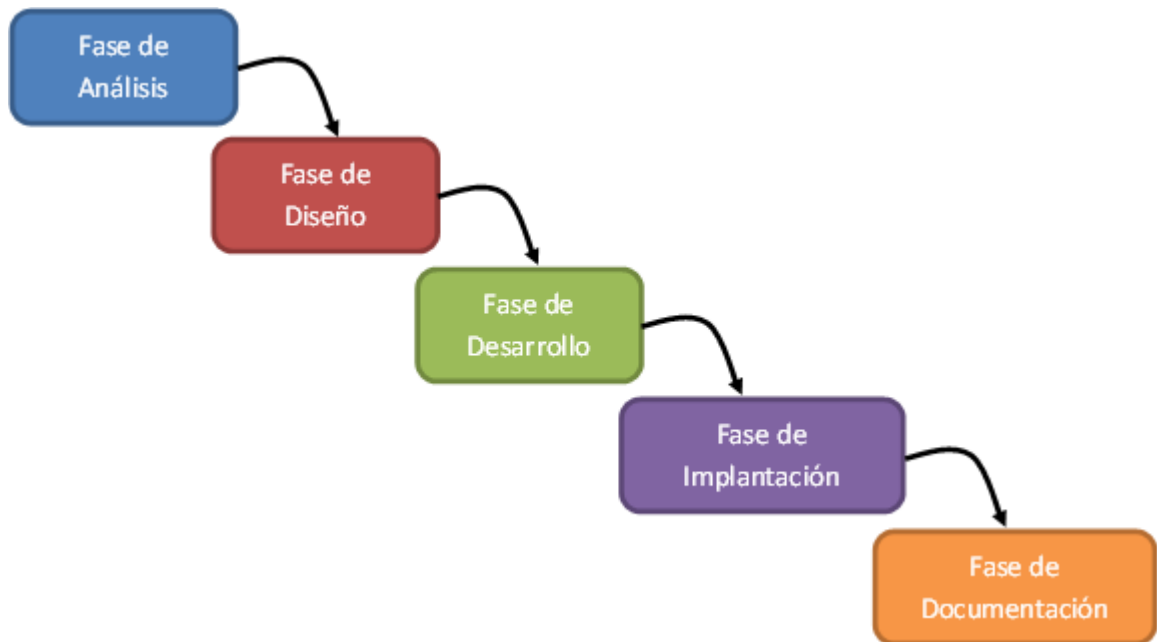 Fase de
Análisis
Fase de
Diseño
Fase de
Desarrollo
Fase de
Implantación
Fase de
Documentación